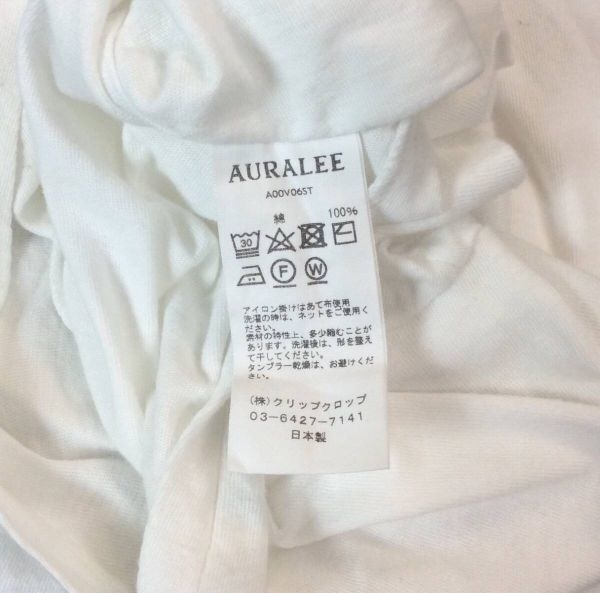 AURALEE
A00V06ST
綿 100%
30
F W
アイロン掛けはあて布使用
洗濯の時は、ネットをご使用く
ださい。
素材の特性上、多少縮むことが
あります。洗濯後は、形を整え
て干してください。
タンブラー乾燥は、お避けくだ
さい。
(株)クリップクロップ
03-6427-7141
日本製